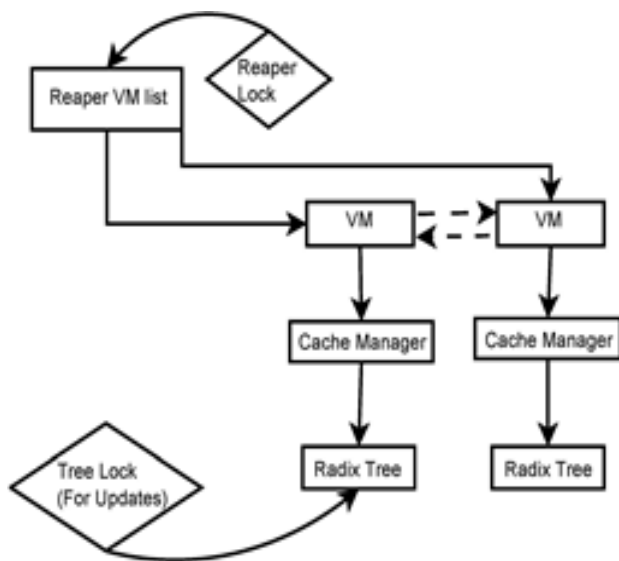 Reaper
Lock
Reaper VM list
VM
VM
Cache Manager
Cache Manager
Tree Lock
(For Updates)
Radix Tree
Radix Tree